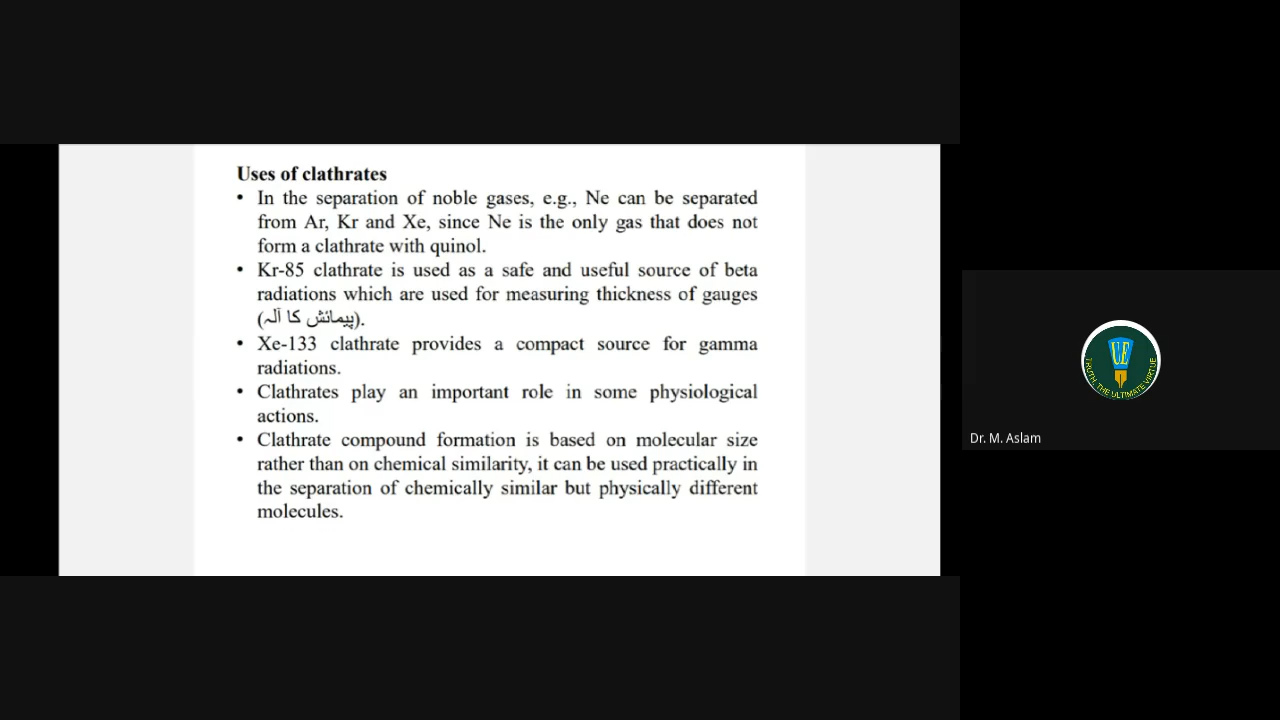 Uses of clathrates
• In the separation of noble gases, e.g., Ne can be separated
from Ar, Kr and Xe, since Ne is the only gas that does not
form a clathrate with quinol.
• Kr-85 clathrate is used as a safe and useful source of beta
radiations which are used for measuring thickness of gauges
(پیمائش کا آلہ).
• Xe-133 clathrate provides a compact source for gamma
radiations.
• Clathrates play an important role in some physiological
actions.
• Clathrate compound formation is based on molecular size
rather than on chemical similarity, it can be used practically in
the separation of chemically similar but physically different
molecules.
UE
TRUTH, THE ULTIMATE VIRTUE
Dr. M. Aslam